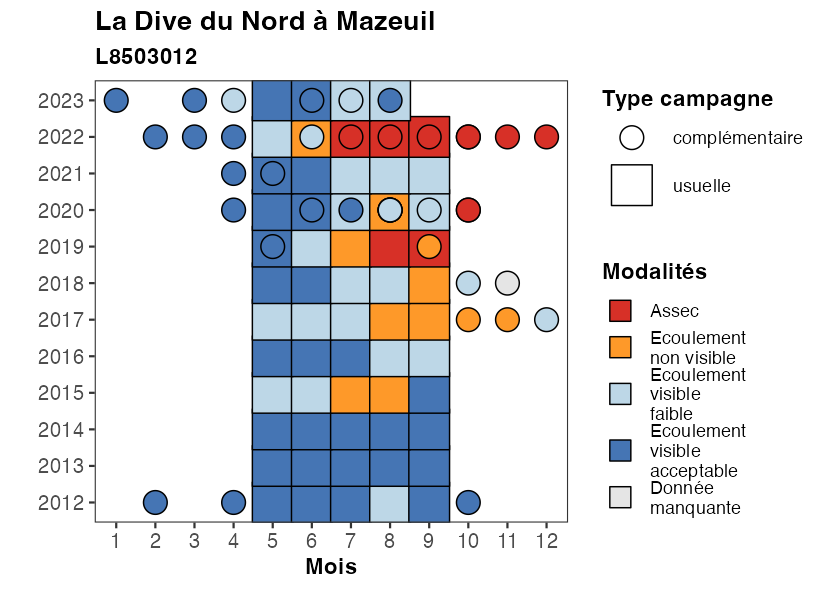 La Dive du Nord à Mazeuil
L8503012
2023
2022
2021
2020
2019
2018
2017
2016
2015
2014
2013
2012
1 2 3 4 5 6 7 8 9 10 11 12
Mois
Type campagne
complémentaire
usuelle
Modalités
Assec
Ecoulement
non visible
Ecoulement
visible
faible
Ecoulement
visible
acceptable
Donnée
manquante